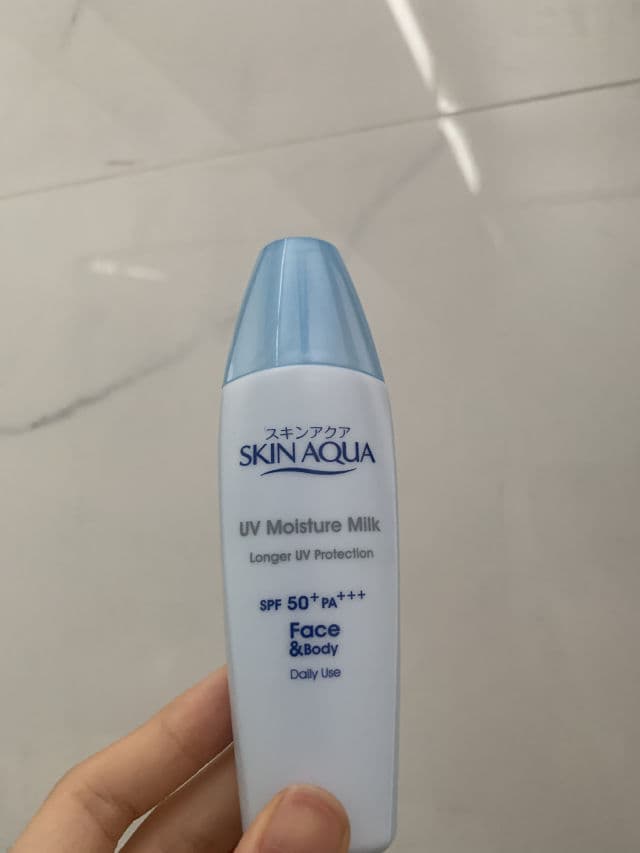 スキンアクア
SKIN AQUA
UV Moisture Milk
Longer UV Protection
SPF 50+ PA+++
Face
&Body
Daily Use